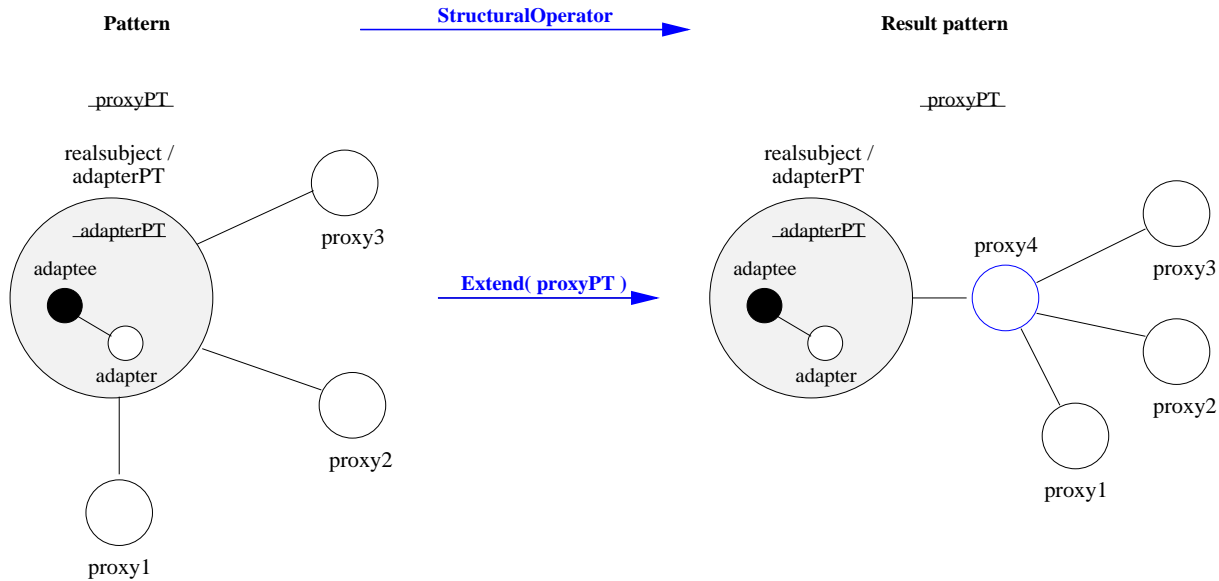 Pattern
StructuralOperator
Result pattern
proxyPT
realsubject /
adapterPT
proxy3
adapterPT
adaptee
adapter
proxy2
proxy1
Extend( proxyPT )
proxyPT
realsubject /
adapterPT
adapterPT
adaptee
adapter
proxy4
proxy3
proxy2
proxy1